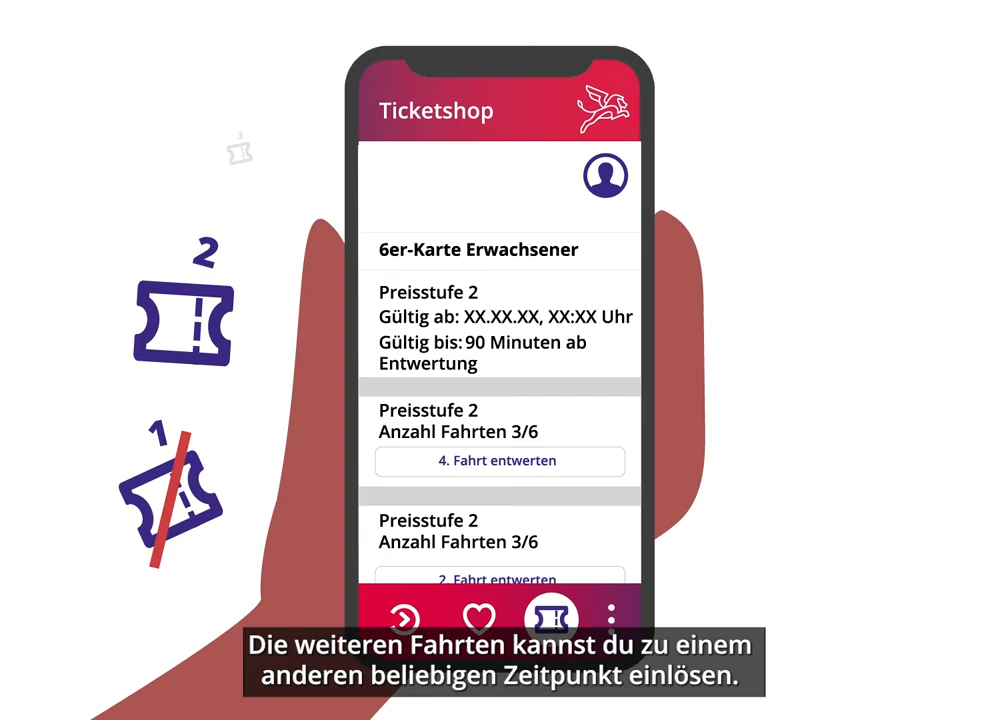 Ticketshop
3
2
1
6er-Karte Erwachsener
Preisstufe 2
Gültig ab: XX.XX.XX, XX:XX Uhr
Gültig bis: 90 Minuten ab
Entwertung
Preisstufe 2
Anzahl Fahrten 3/6
4. Fahrt entwerten
Preisstufe 2
Anzahl Fahrten 3/6
2. Fahrt entwerten
Die weiteren Fahrten kannst du zu einem
anderen beliebigen Zeitpunkt einlösen.